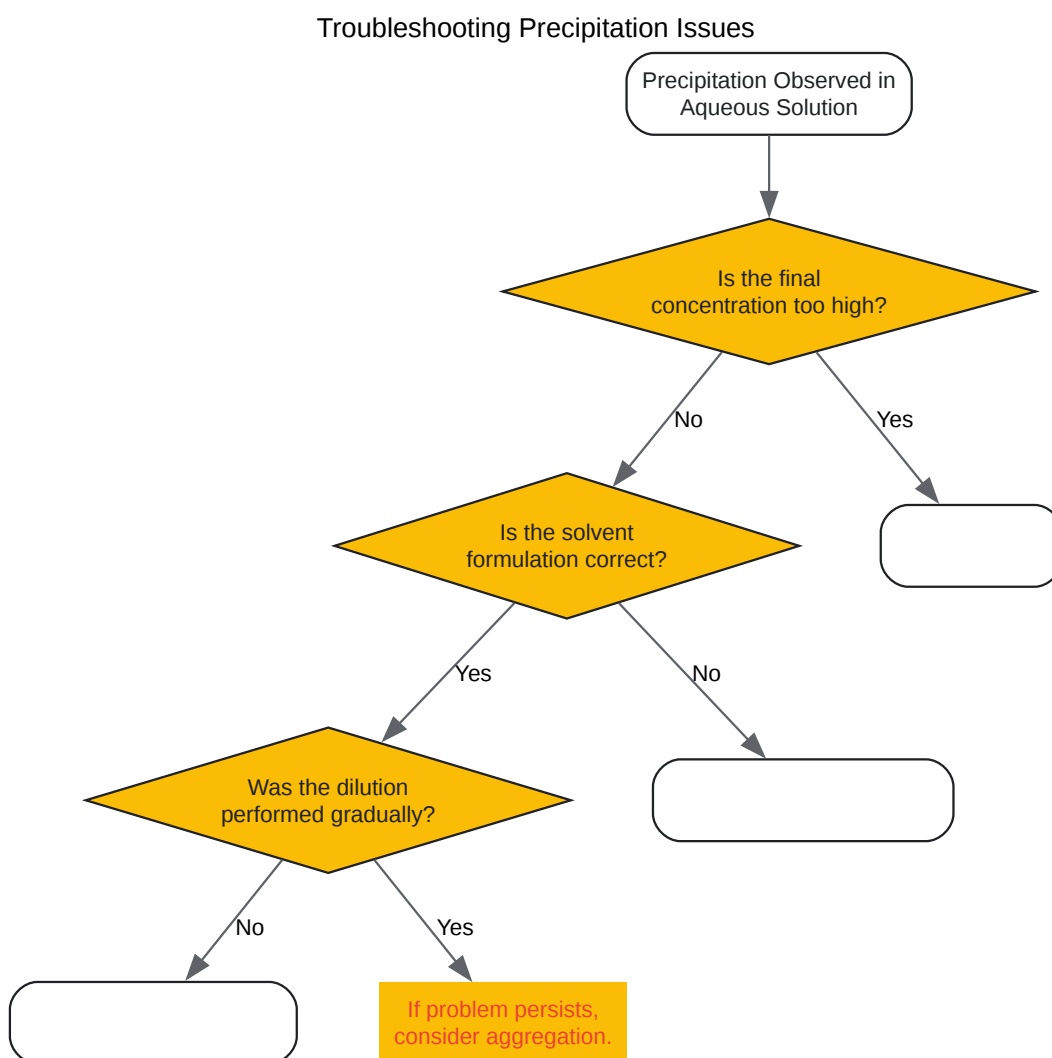 Troubleshooting Precipitation Issues
Precipitation Observed in
Aqueous Solution
Is the final
concentration too high?
No
Yes
Is the solvent
formulation correct?
Yes
No
Was the dilution
performed gradually?
No
Yes
If problem persists,
consider aggregation.